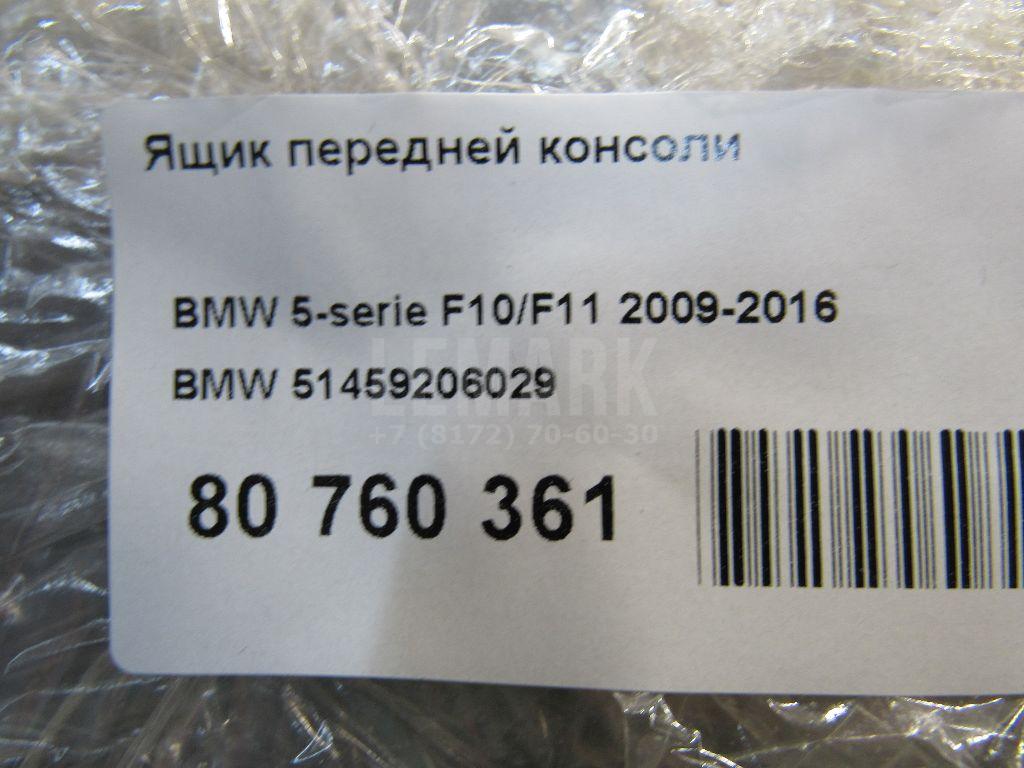 Ящик передней консоли
BMW 5-serie F10/F11 2009-2016
BMW 51459206029
LEMARK
+7 (8172) 70-60-30
80 760 361